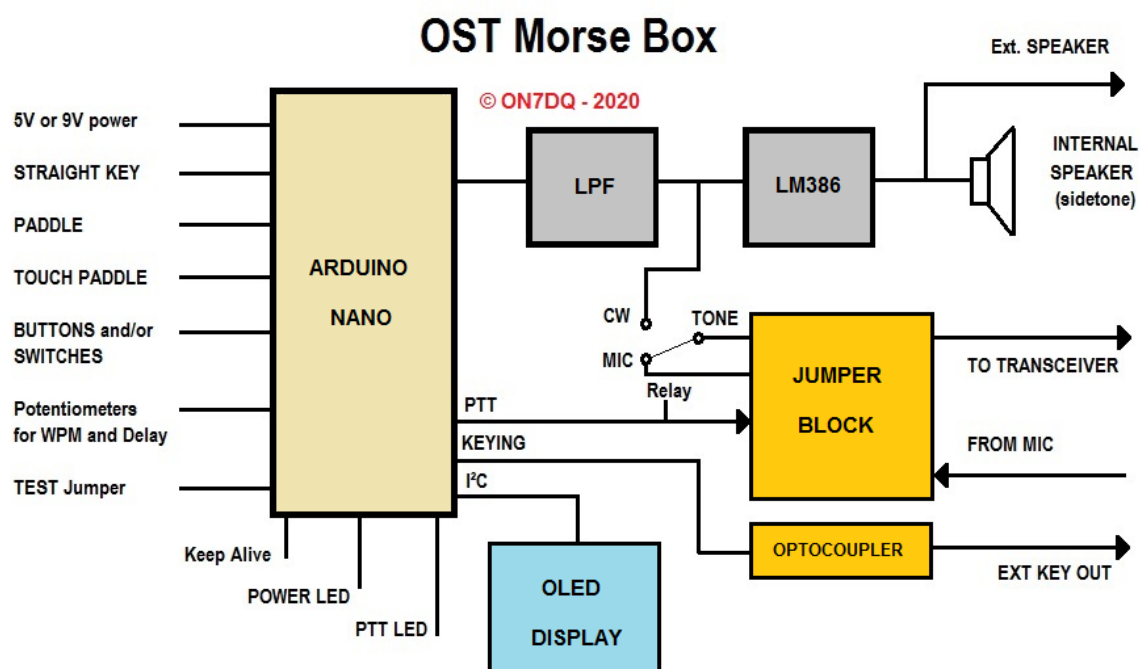 OST Morse Box
© ON7DQ - 2020
Ext. SPEAKER
5V or 9V power
STRAIGHT KEY
PADDLE
TOUCH PADDLE
BUTTONS and/or
SWITCHES
Potentiometers
for WPM and Delay
TEST Jumper
ARDUINO
NANO
LPF
LM386
INTERNAL
SPEAKER
(sidetone)
CW
TONE
MIC
Relay
PTT
KEYING
I²C
JUMPER
BLOCK
TO TRANSCEIVER
FROM MIC
OPTOCOUPLER
EXT KEY OUT
Keep Alive
POWER LED
PTT LED
OLED
DISPLAY